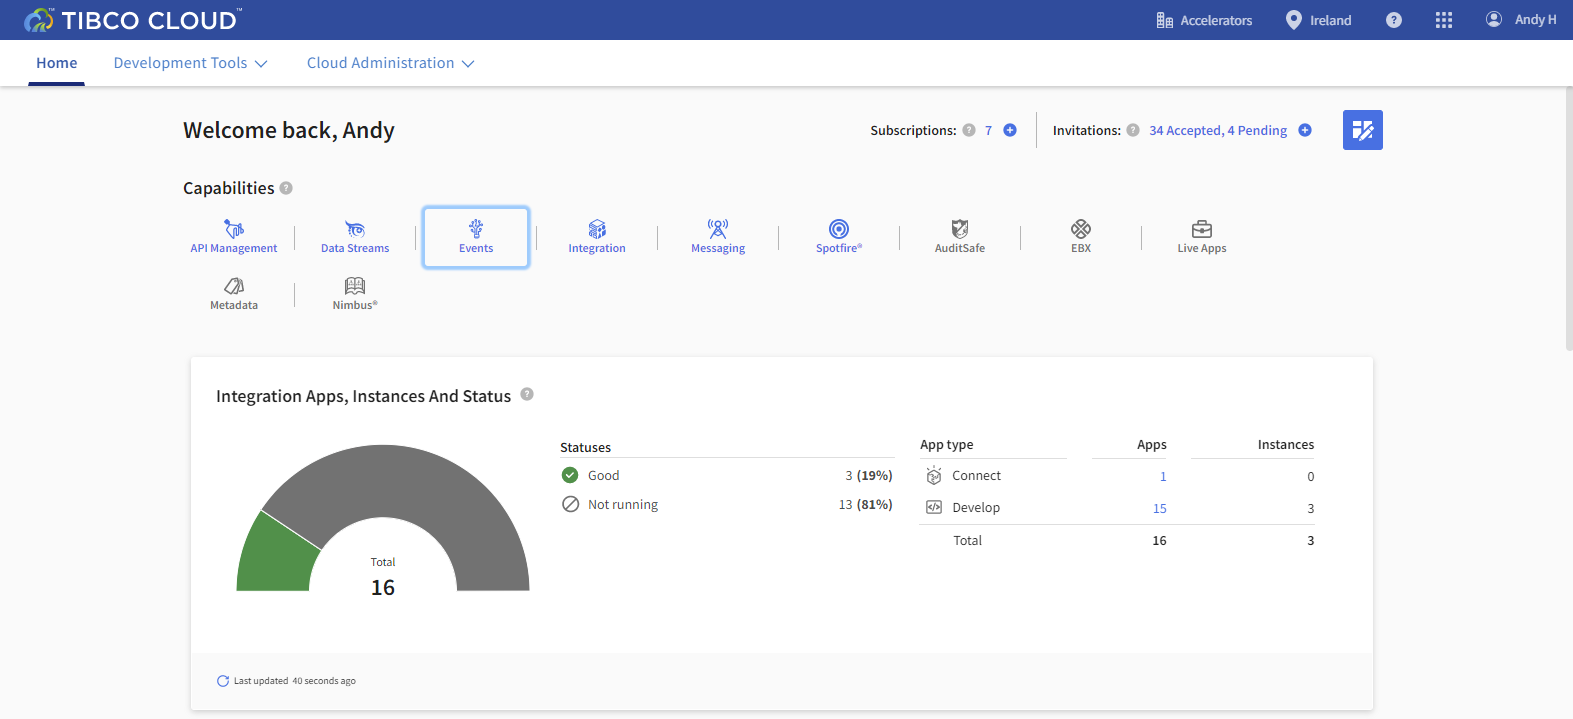 TIBCO CLOUD™
Accelerators
Ireland
?
Andy H
Home
Development Tools
Cloud Administration
Welcome back, Andy
Subscriptions: ? 7
Invitations: ? 34 Accepted, 4 Pending
Capabilities ?
API Management
Data Streams
Events
Integration
Messaging
Spotfire®
AuditSafe
EBX
Live Apps
Metadata
Nimbus®
Integration Apps, Instances And Status ?
Total
16
Statuses
Good 3 (19%)
Not running 13 (81%)
App type Apps Instances
Connect 1 0
Develop 15 3
Total 16 3
Last updated 40 seconds ago